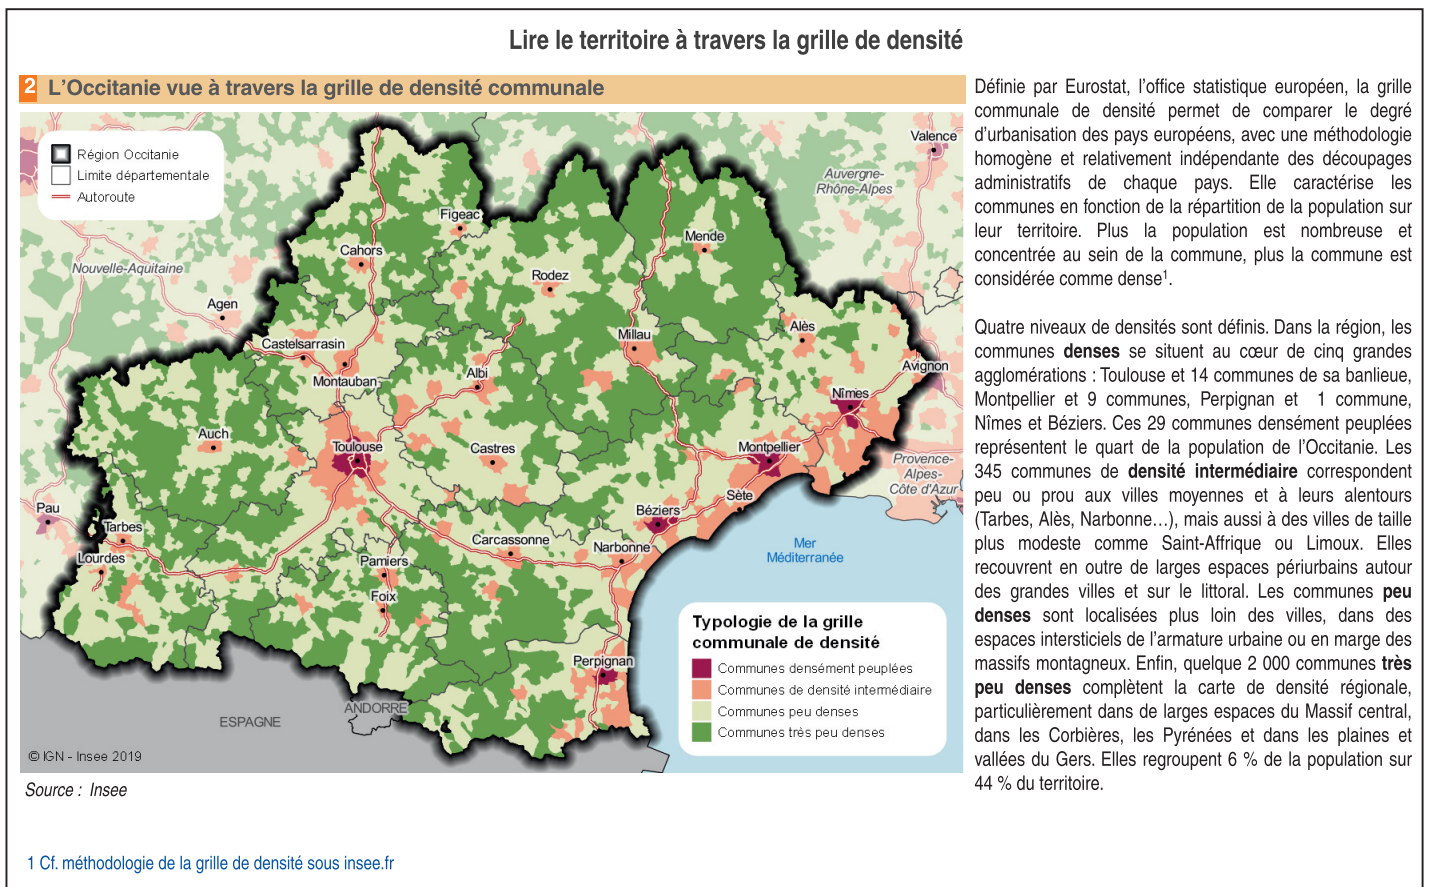 Lire le territoire à travers la grille de densité
2 L'Occitanie vue à travers la grille de densité communale
Région Occitanie
Limite départementale
Autoroute
Valence
Auvergne-
Rhône-Alpes
Figeac
Mende
Cahors
Nouvelle-Aquitaine
Rodez
Agen
Alès
Millau
Castelsarrasin
Avignon
Montauban
Albi
Nîmes
Auch
Toulouse
Castres
Montpellier
Provence-
Alpes-
Côte d'Azur
Sète
Pau
Béziers
Tarbes
Carcassonne
Narbonne
Mer
Méditerranée
Lourdes
Pamiers
Foix
Perpignan
ANDORRE
ESPAGNE
Typologie de la grille
communale de densité
Communes densément peuplées
Communes de densité intermédiaire
Communes peu denses
Communes très peu denses
© IGN - Insee 2019
Source : Insee
Définie par Eurostat, l'office statistique européen, la grille
communale de densité permet de comparer le degré
d'urbanisation des pays européens, avec une méthodologie
homogène et relativement indépendante des découpages
administratifs de chaque pays. Elle caractérise les
communes en fonction de la répartition de la population sur
leur territoire. Plus la population est nombreuse et
concentrée au sein de la commune, plus la commune est
considérée comme dense¹.
Quatre niveaux de densités sont définis. Dans la région, les
communes denses se situent au cœur de cinq grandes
agglomérations : Toulouse et 14 communes de sa banlieue,
Montpellier et 9 communes, Perpignan et 1 commune,
Nîmes et Béziers. Ces 29 communes densément peuplées
représentent le quart de la population de l'Occitanie. Les
345 communes de densité intermédiaire correspondent
peu ou prou aux villes moyennes et à leurs alentours
(Tarbes, Alès, Narbonne…), mais aussi à des villes de taille
plus modeste comme Saint-Affrique ou Limoux. Elles
recouvrent en outre de larges espaces périurbains autour
des grandes villes et sur le littoral. Les communes peu
denses sont localisées plus loin des villes, dans des
espaces intersticiels de l'armature urbaine ou en marge des
massifs montagneux. Enfin, quelque 2 000 communes très
peu denses complètent la carte de densité régionale,
particulièrement dans de larges espaces du Massif central,
dans les Corbières, les Pyrénées et dans les plaines et
vallées du Gers. Elles regroupent 6 % de la population sur
44 % du territoire.
1 Cf. méthodologie de la grille de densité sous insee.fr